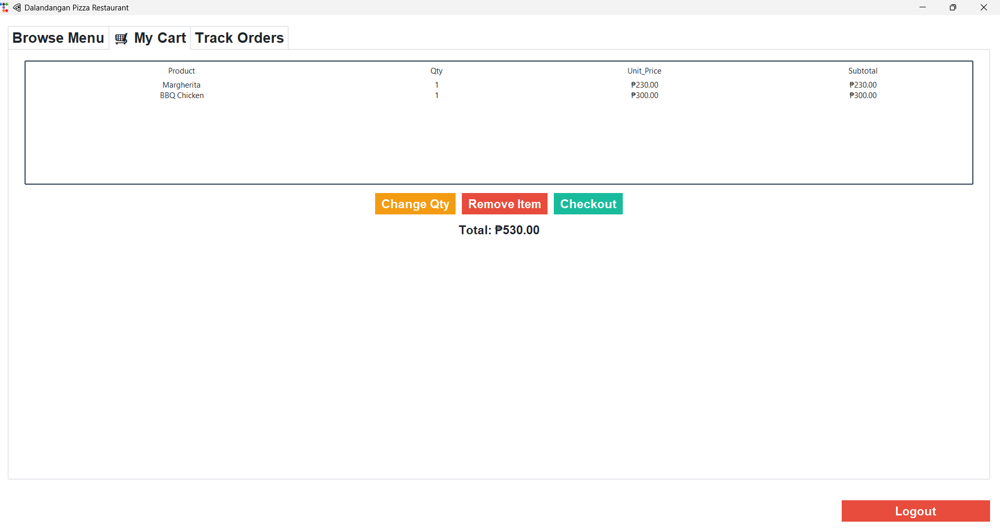 Dalandangan Pizza Restaurant
Browse Menu My Cart Track Orders
Product Qty Unit_Price Subtotal
Margherita 1 ₱230.00 ₱230.00
BBQ Chicken 1 ₱300.00 ₱300.00
Change Qty Remove Item Checkout
Total: ₱530.00
Logout